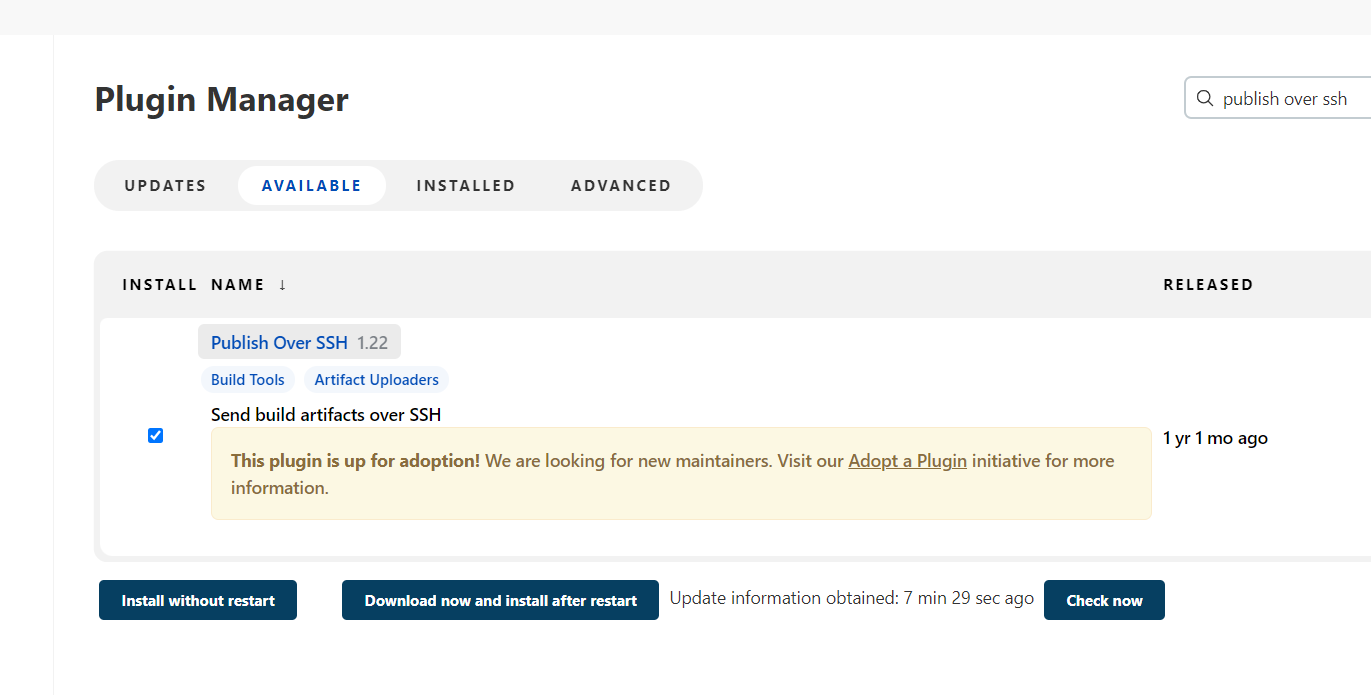 Plugin Manager
publish over ssh
UPDATES AVAILABLE INSTALLED ADVANCED
INSTALL NAME ↓ RELEASED
Publish Over SSH 1.22
Build Tools Artifact Uploaders
Send build artifacts over SSH
This plugin is up for adoption! We are looking for new maintainers. Visit our Adopt a Plugin initiative for more
information.
1 yr 1 mo ago
Install without restart Download now and install after restart Update information obtained: 7 min 29 sec ago Check now